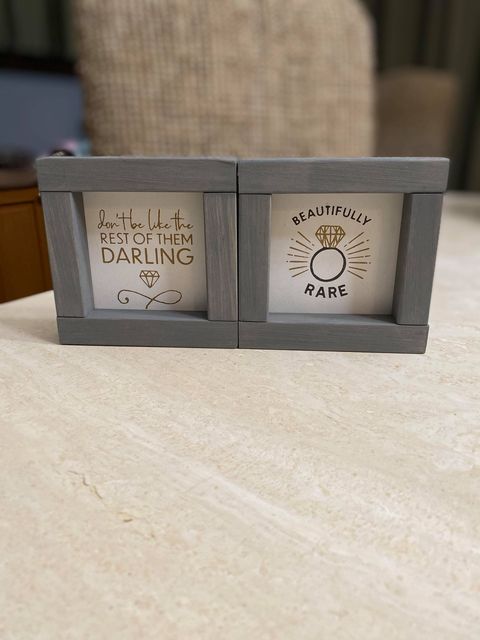 don't be like the
REST OF THEM
DARLING
BEAUTIFULLY
RARE